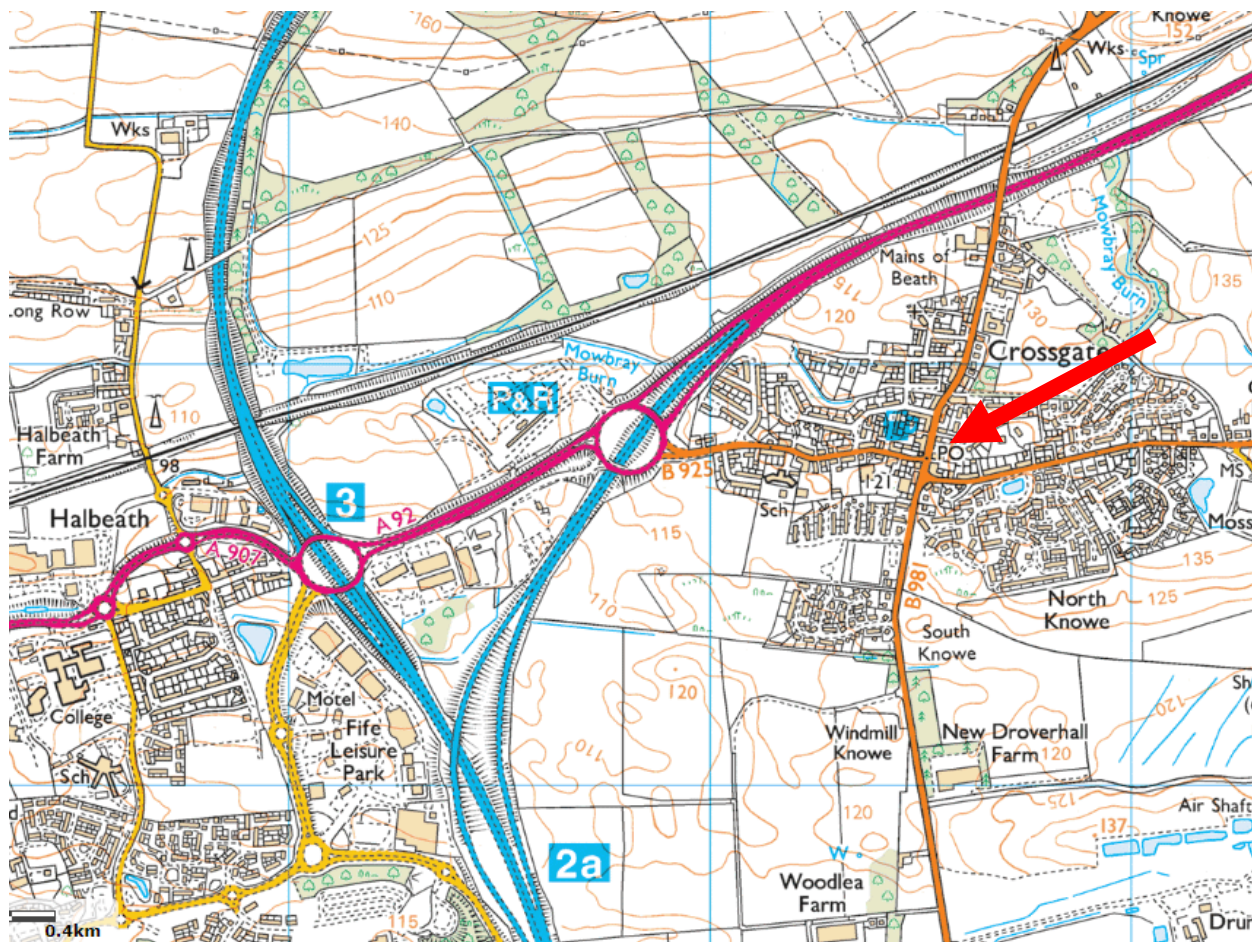 160
Knowe
152
Wks
Spr
140
Wks
125
Mowbray
Burn
Mains of
Beath
115
135
110
120
130
Long Row
Crossgate
Mowbray
Burn
P&R
110
Halbeath
Farm
98
PO
B 925
121
MS
3
A 92
Sch
Halbeath
Moss
A 907
115
135
110
B 981
125
North
Knowe
South
Knowe
120
College
Motel
120
Fife
Leisure
Park
Windmill
Knowe
New Droverhall
Farm
120
110
Sch
125
Air Shaft
120
137
W
2a
Woodlea
Farm
115
0.4km